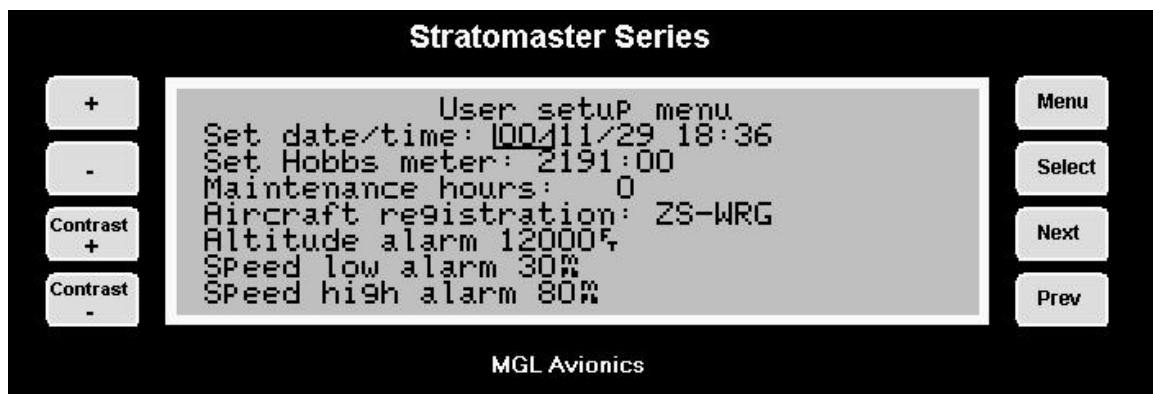 Stratomaster Series
+
-
Contrast +
Contrast -
User setup menu
Set date/time: 00/11/29 18:36
Set Hobbs meter: 2191:00
Maintenance hours: 0
Aircraft registration: ZS-WRG
Altitude alarm 12000FT
Speed low alarm 30
Speed high alarm 80
Menu
Select
Next
Prev
MGL Avionics